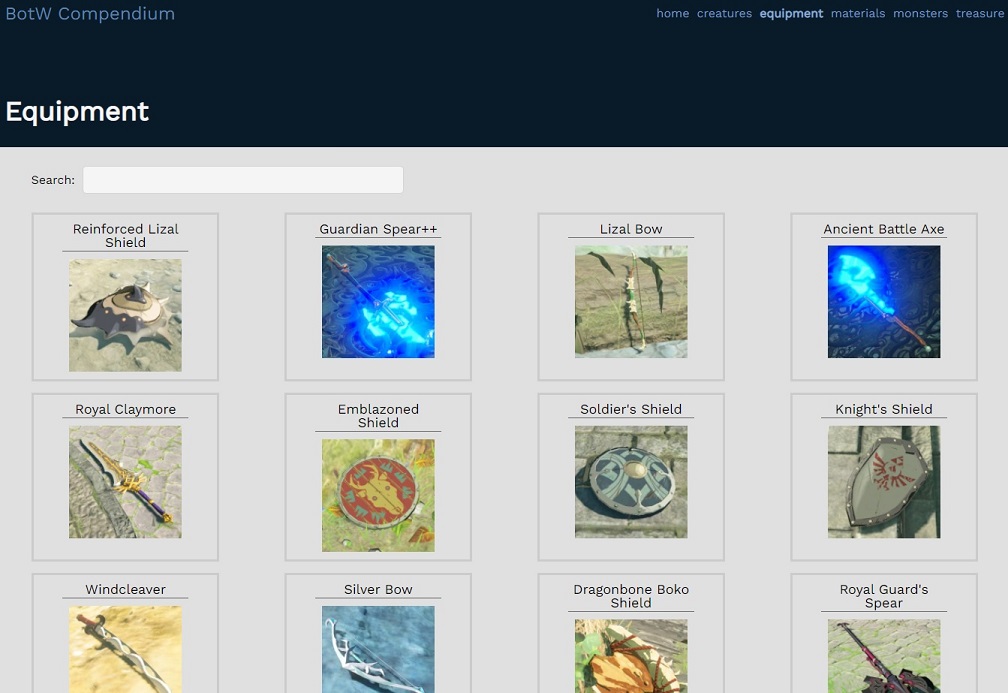 BotW Compendium
home creatures equipment materials monsters treasure
Equipment
Search:
Reinforced Lizal
Shield
Guardian Spear++
Lizal Bow
Ancient Battle Axe
Royal Claymore
Emblazoned
Shield
Soldier's Shield
Knight's Shield
Windcleaver
Silver Bow
Dragonbone Boko
Shield
Royal Guard's
Spear